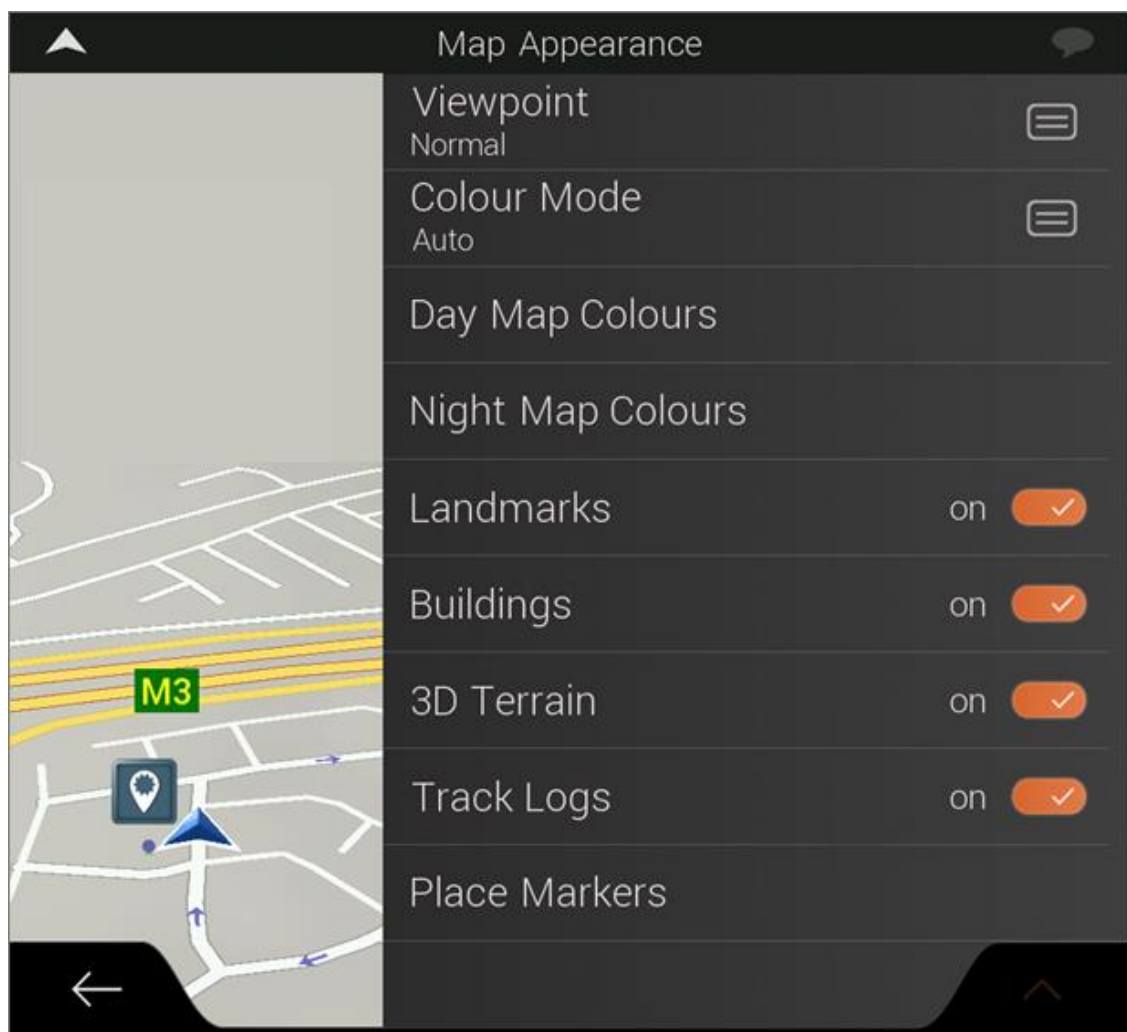 Map Appearance
Viewpoint
Normal
Colour Mode
Auto
Day Map Colours
Night Map Colours
Landmarks on
Buildings on
3D Terrain on
Track Logs on
Place Markers
M3